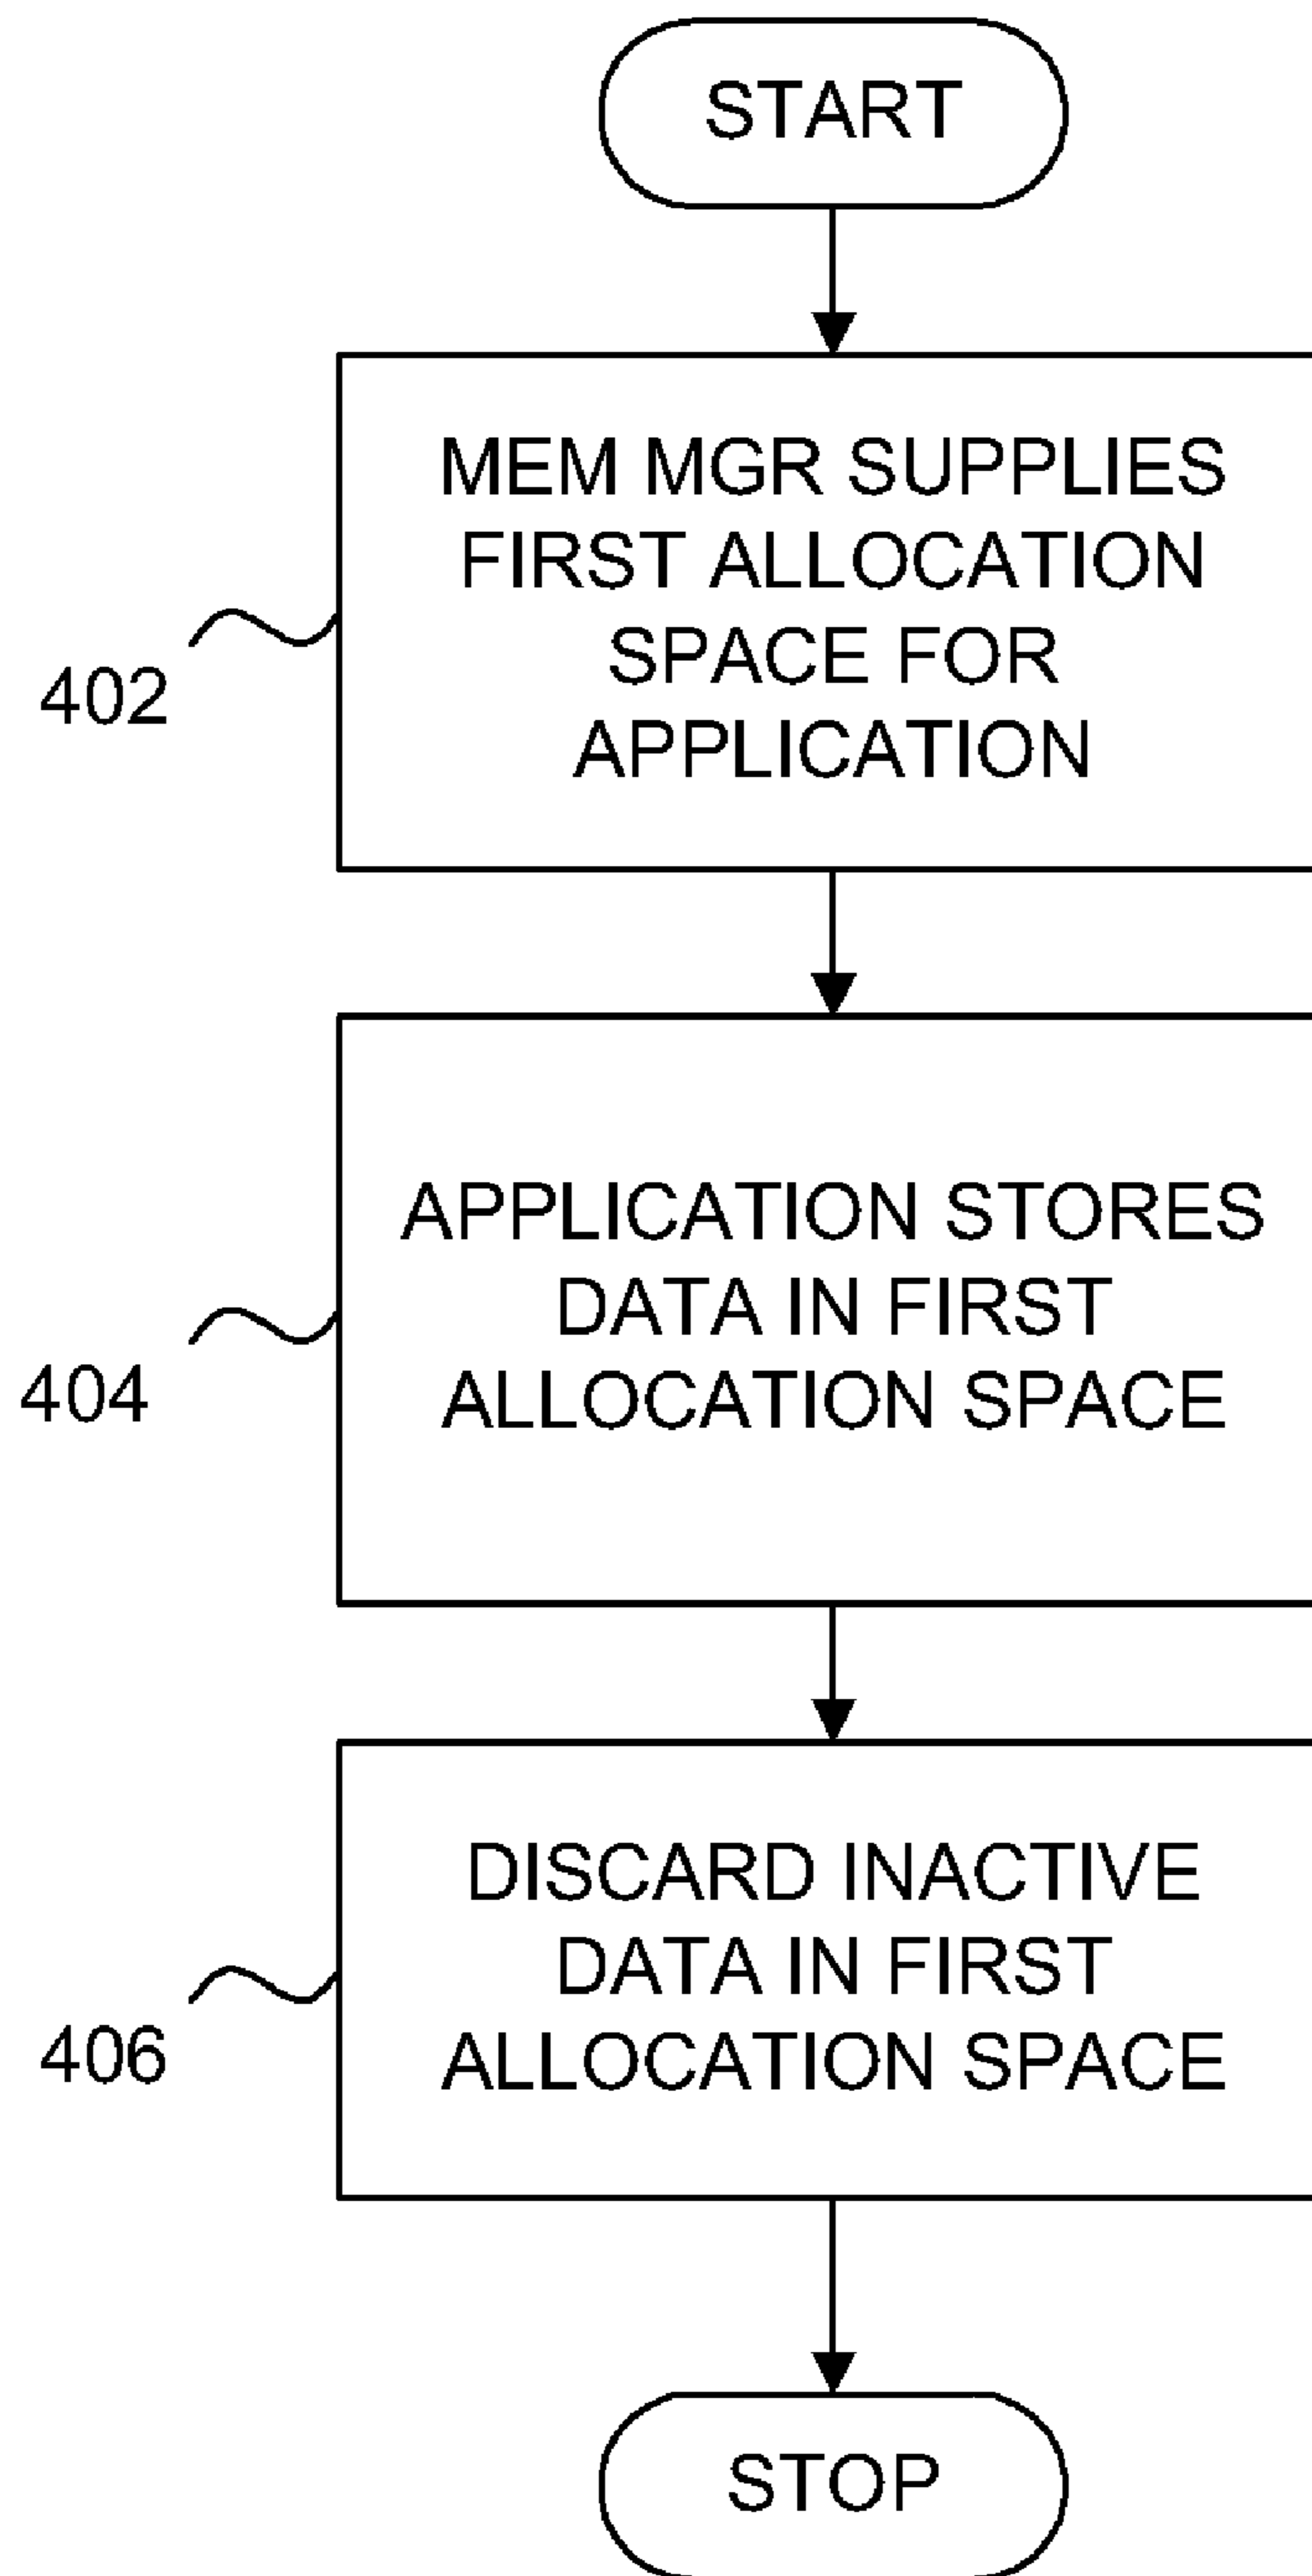 START
MEM MGR SUPPLIES
FIRST ALLOCATION
SPACE FOR
APPLICATION
402
APPLICATION STORES
DATA IN FIRST
ALLOCATION SPACE
404
DISCARD INACTIVE
DATA IN FIRST
ALLOCATION SPACE
406
STOP